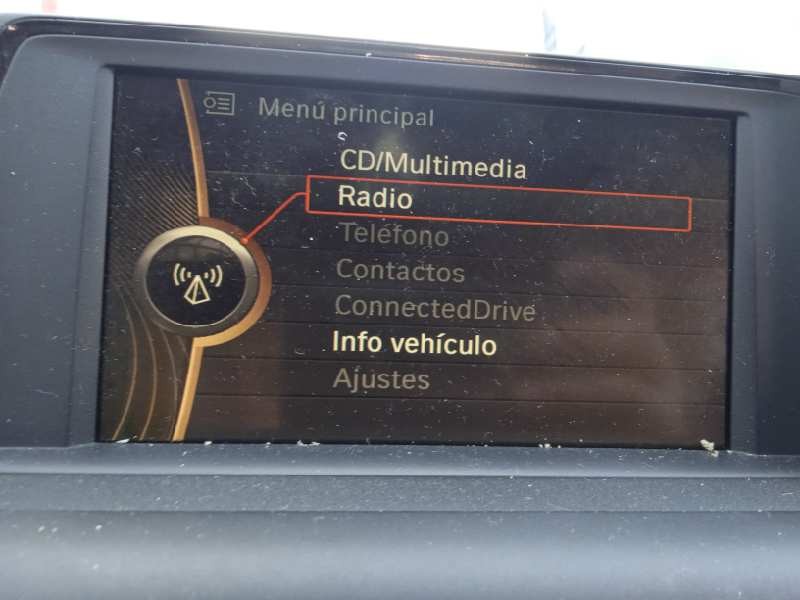 Menú principal
CD/Multimedia
Radio
Teléfono
Contactos
ConnectedDrive
Info vehículo
Ajustes